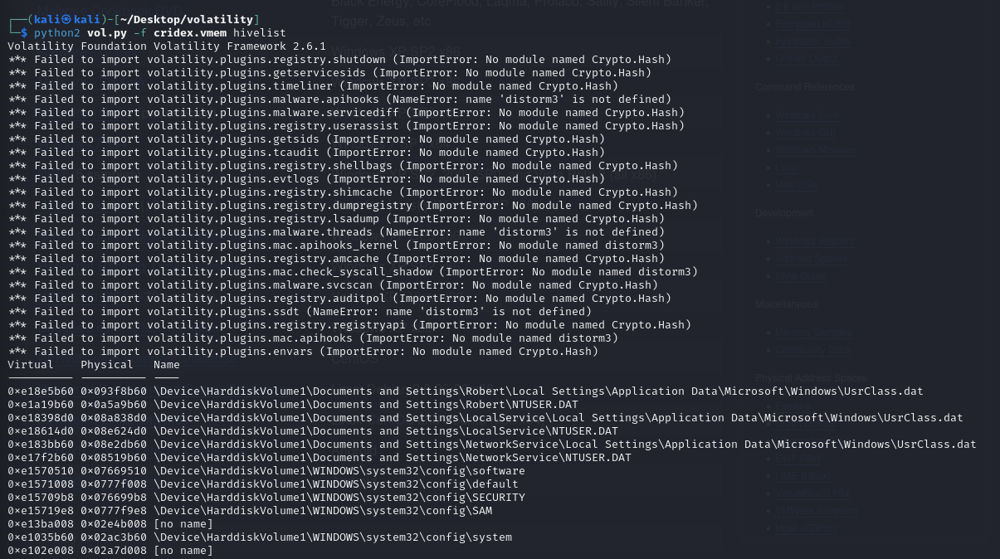 ┌──(kali㉿kali)-[~/Desktop/volatility]
└─$ python2 vol.py -f cridex.vmem hivelist
Volatility Foundation Volatility Framework 2.6.1
*** Failed to import volatility.plugins.registry.shutdown (ImportError: No module named Crypto.Hash)
*** Failed to import volatility.plugins.getservicesids (ImportError: No module named Crypto.Hash)
*** Failed to import volatility.plugins.timeliner (ImportError: No module named Crypto.Hash)
*** Failed to import volatility.plugins.malware.apihooks (NameError: name 'distorm3' is not defined)
*** Failed to import volatility.plugins.malware.servicediff (ImportError: No module named Crypto.Hash)
*** Failed to import volatility.plugins.registry.userassist (ImportError: No module named Crypto.Hash)
*** Failed to import volatility.plugins.getsids (ImportError: No module named Crypto.Hash)
*** Failed to import volatility.plugins.tcaudit (ImportError: No module named Crypto.Hash)
*** Failed to import volatility.plugins.registry.shellbags (ImportError: No module named Crypto.Hash)
*** Failed to import volatility.plugins.evtlogs (ImportError: No module named Crypto.Hash)
*** Failed to import volatility.plugins.registry.shimcache (ImportError: No module named Crypto.Hash)
*** Failed to import volatility.plugins.registry.dumpregistry (ImportError: No module named Crypto.Hash)
*** Failed to import volatility.plugins.registry.lsadump (ImportError: No module named Crypto.Hash)
*** Failed to import volatility.plugins.malware.threads (NameError: name 'distorm3' is not defined)
*** Failed to import volatility.plugins.mac.apihooks_kernel (ImportError: No module named distorm3)
*** Failed to import volatility.plugins.registry.amcache (ImportError: No module named Crypto.Hash)
*** Failed to import volatility.plugins.mac.check_syscall_shadow (ImportError: No module named distorm3)
*** Failed to import volatility.plugins.malware.svcscan (ImportError: No module named Crypto.Hash)
*** Failed to import volatility.plugins.registry.auditpol (ImportError: No module named Crypto.Hash)
*** Failed to import volatility.plugins.ssdt (NameError: name 'distorm3' is not defined)
*** Failed to import volatility.plugins.registry.registryapi (ImportError: No module named Crypto.Hash)
*** Failed to import volatility.plugins.mac.apihooks (ImportError: No module named distorm3)
*** Failed to import volatility.plugins.envars (ImportError: No module named Crypto.Hash)
Virtual    Physical   Name
---------- ---------- ----
0xe18e5b60 0x093f8b60 \Device\HarddiskVolume1\Documents and Settings\Robert\Local Settings\Application Data\Microsoft\Windows\UsrClass.dat
0xe1a19b60 0x0a5a9b60 \Device\HarddiskVolume1\Documents and Settings\Robert\NTUSER.DAT
0xe18398d0 0x08a838d0 \Device\HarddiskVolume1\Documents and Settings\LocalService\Local Settings\Application Data\Microsoft\Windows\UsrClass.dat
0xe18614d0 0x08e624d0 \Device\HarddiskVolume1\Documents and Settings\LocalService\NTUSER.DAT
0xe183bb60 0x08e2db60 \Device\HarddiskVolume1\Documents and Settings\NetworkService\Local Settings\Application Data\Microsoft\Windows\UsrClass.dat
0xe17f2b60 0x08519b60 \Device\HarddiskVolume1\Documents and Settings\NetworkService\NTUSER.DAT
0xe1570510 0x07669510 \Device\HarddiskVolume1\WINDOWS\system32\config\software
0xe1571008 0x0777f008 \Device\HarddiskVolume1\WINDOWS\system32\config\default
0xe15709b8 0x076699b8 \Device\HarddiskVolume1\WINDOWS\system32\config\SECURITY
0xe15719e8 0x0777f9e8 \Device\HarddiskVolume1\WINDOWS\system32\config\SAM
0xe13ba008 0x02e4b008 [no name]
0xe1035b60 0x02ac3b60 \Device\HarddiskVolume1\WINDOWS\system32\config\system
0xe102e008 0x02a7d008 [no name]